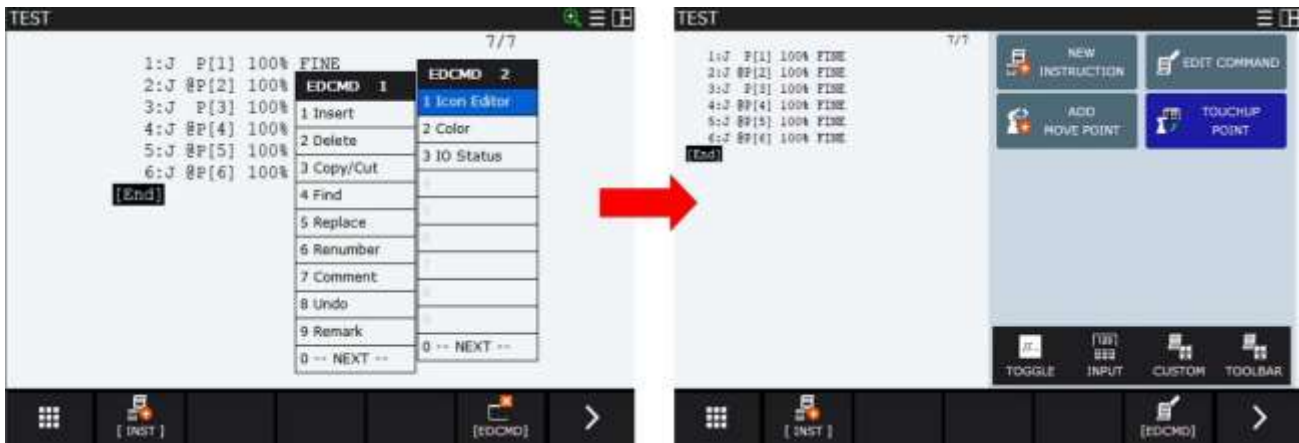 TEST
7/7
1:J P[1] 100% FINE
2:J @P[2] 100%
3:J P[3] 100%
4:J @P[4] 100%
5:J @P[5] 100%
6:J @P[6] 100%
[End]
EDCMD 1
1 Insert
2 Delete
3 Copy/Cut
4 Find
5 Replace
6 Renumber
7 Comment
8 Undo
9 Remark
0 -- NEXT --
EDCMD 2
1 Icon Editor
2 Color
3 IO Status
0 -- NEXT --
[ INST ]
[EDCMD]
TEST
7/7
1:J P[1] 100% FINE
2:J @P[2] 100% FINE
3:J P[3] 100% FINE
4:J @P[4] 100% FINE
5:J @P[5] 100% FINE
6:J @P[6] 100% FINE
[End]
NEW
INSTRUCTION
EDIT COMMAND
ADD
MOVE POINT
TOUCHUP
POINT
TOGGLE
INPUT
CUSTOM
TOOLBAR
[ INST ]
[EDCMD]